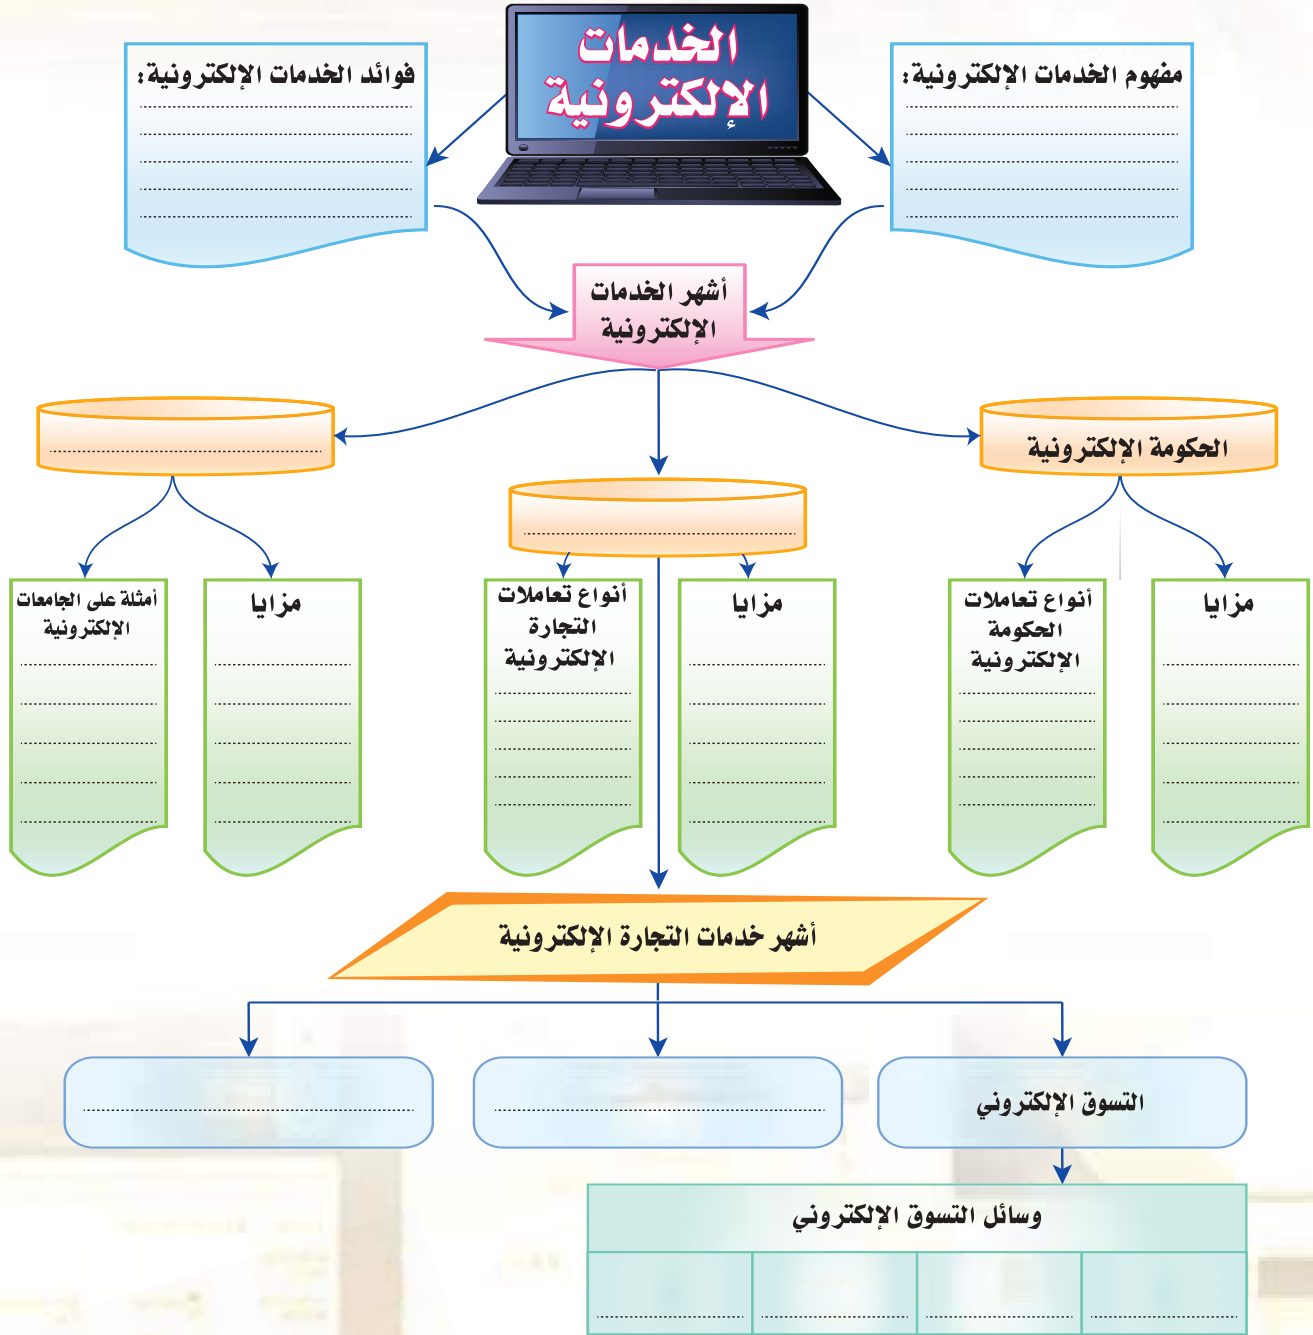 الخدمات
الإلكترونية
مفهوم الخدمات الإلكترونية:
فوائد الخدمات الإلكترونية:
أشهر الخدمات
الإلكترونية
الحكومة الإلكترونية
مزايا
أنواع تعاملات
الحكومة
الإلكترونية
مزايا
أنواع تعاملات
التجارة
الإلكترونية
مزايا
أمثلة على الجامعات
الإلكترونية
أشهر خدمات التجارة الإلكترونية
التسوق الإلكتروني
وسائل التسوق الإلكتروني